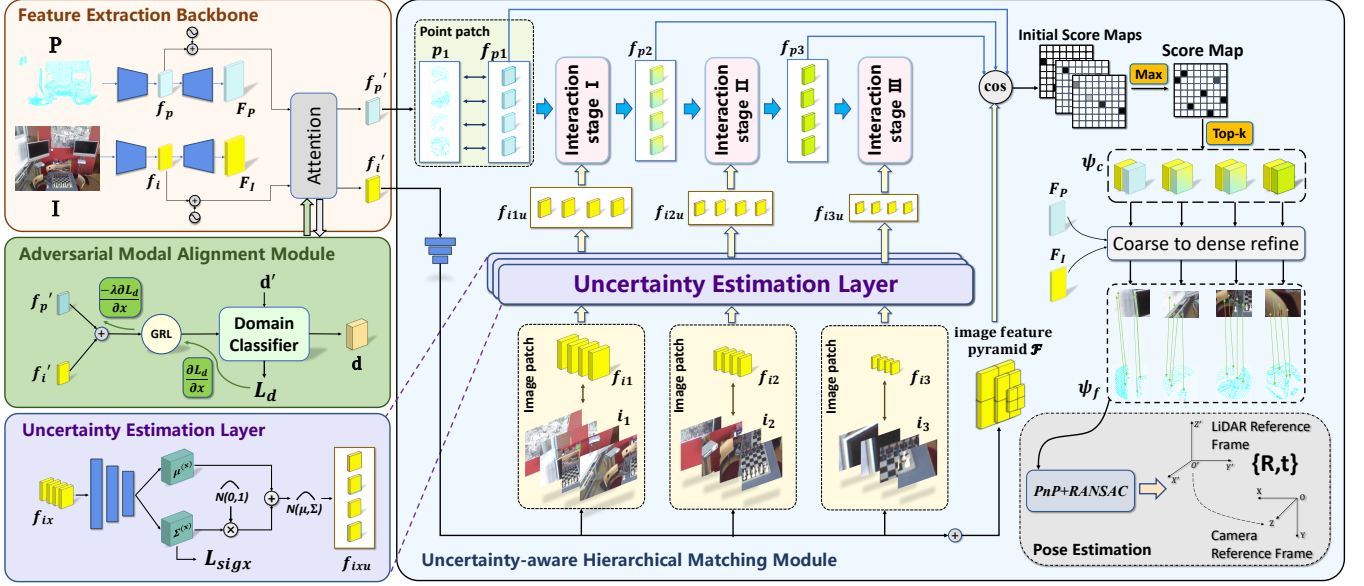 Feature Extraction Backbone
P
f_p
F_P
I
f_i
F_I
Attention
f_p'
f_i'
Adversarial Modal Alignment Module
f_p'
f_i'
−λ∂L_d
∂x
GRL
∂L_d
∂x
d'
Domain
Classifier
L_d
d
Uncertainty Estimation Layer
f_ix
μ^(x)
Σ^(x)
N(0,1)
N(μ,Σ)
L_sigx
f_ixu
Point patch
p_1
f_p1
Interaction
stage I
f_p2
Interaction
stage II
f_p3
Interaction
stage III
f_i1u
f_i2u
f_i3u
Uncertainty Estimation Layer
Image patch
f_i1
i_1
Image patch
f_i2
i_2
Image patch
f_i3
i_3
image feature
pyramid 𝓕
Uncertainty-aware Hierarchical Matching Module
cos
Initial Score Maps
Max
Score Map
Top-k
ψ_c
F_P
F_I
Coarse to dense refine
ψ_f
PnP+RANSAC
Pose Estimation
LiDAR Reference
Frame
{R,t}
Z'
O'
Y'
X'
X
O
Z
Y
Camera
Reference Frame